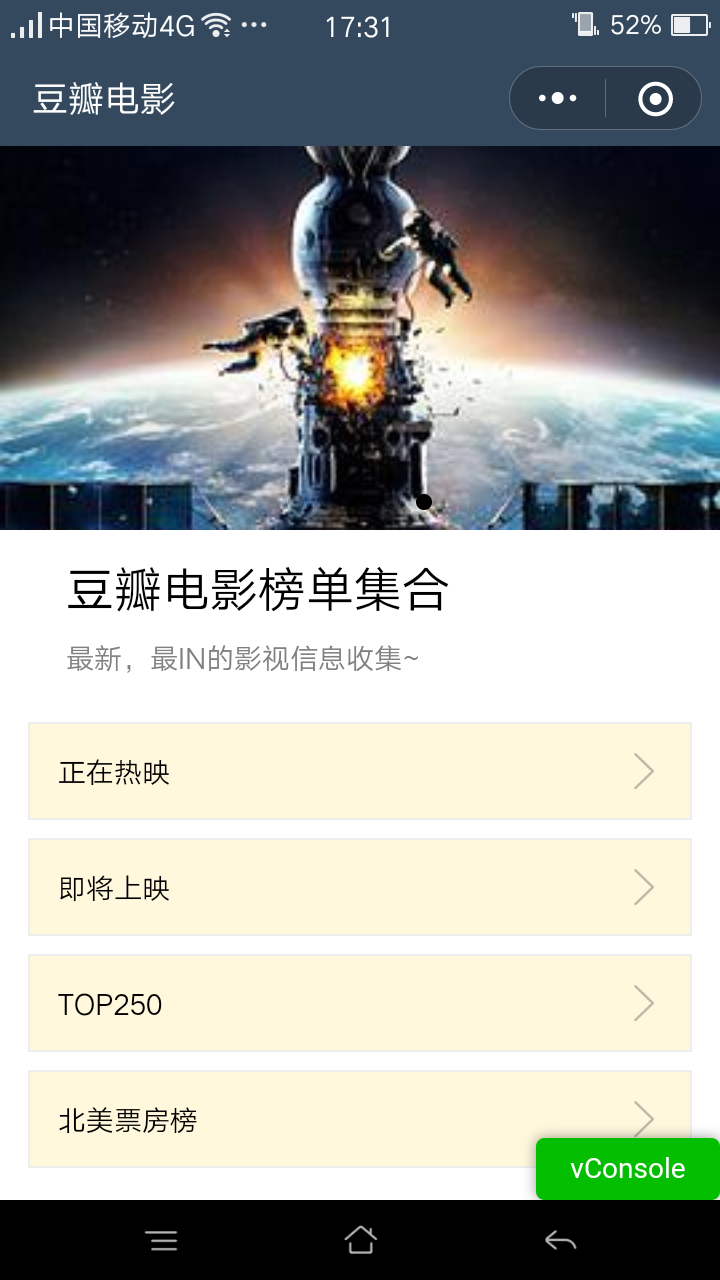 中国移动4G 17:31 52%
豆瓣电影
豆瓣电影榜单集合
最新，最IN的影视信息收集~
正在热映
即将上映
TOP250
北美票房榜
vConsole